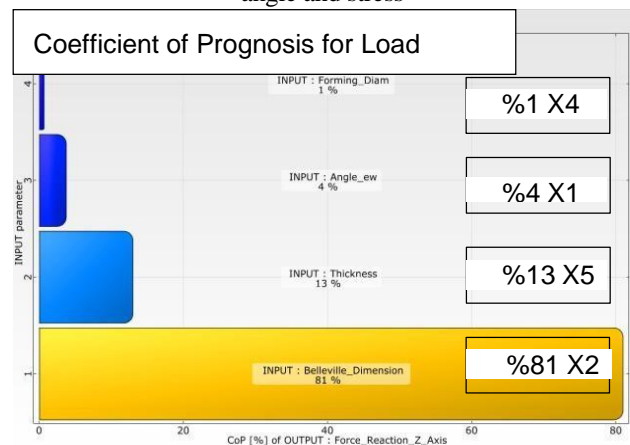 angle and stress
Coefficient of Prognosis for Load
INPUT : Forming_Diam
1 %
%1 X4
INPUT : Angle_ew
4 %
%4 X1
INPUT : Thickness
13 %
%13 X5
INPUT : Belleville_Dimension
81 %
%81 X2
INPUT parameter
4
3
2
1
0 20 40 60 80
CoP [%] of OUTPUT : Force_Reaction_Z_Axis